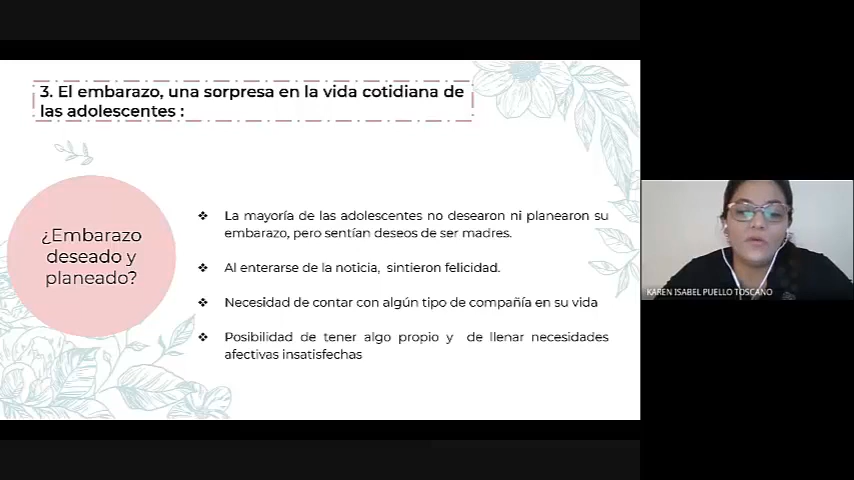 3. El embarazo, una sorpresa en la vida cotidiana de
las adolescentes :
¿Embarazo
deseado y
planeado?
❖ La mayoría de las adolescentes no desearon ni planearon su
embarazo, pero sentían deseos de ser madres.
❖ Al enterarse de la noticia, sintieron felicidad.
❖ Necesidad de contar con algún tipo de compañía en su vida
❖ Posibilidad de tener algo propio y de llenar necesidades
afectivas insatisfechas
KAREN ISABEL PUELLO TOSCANO